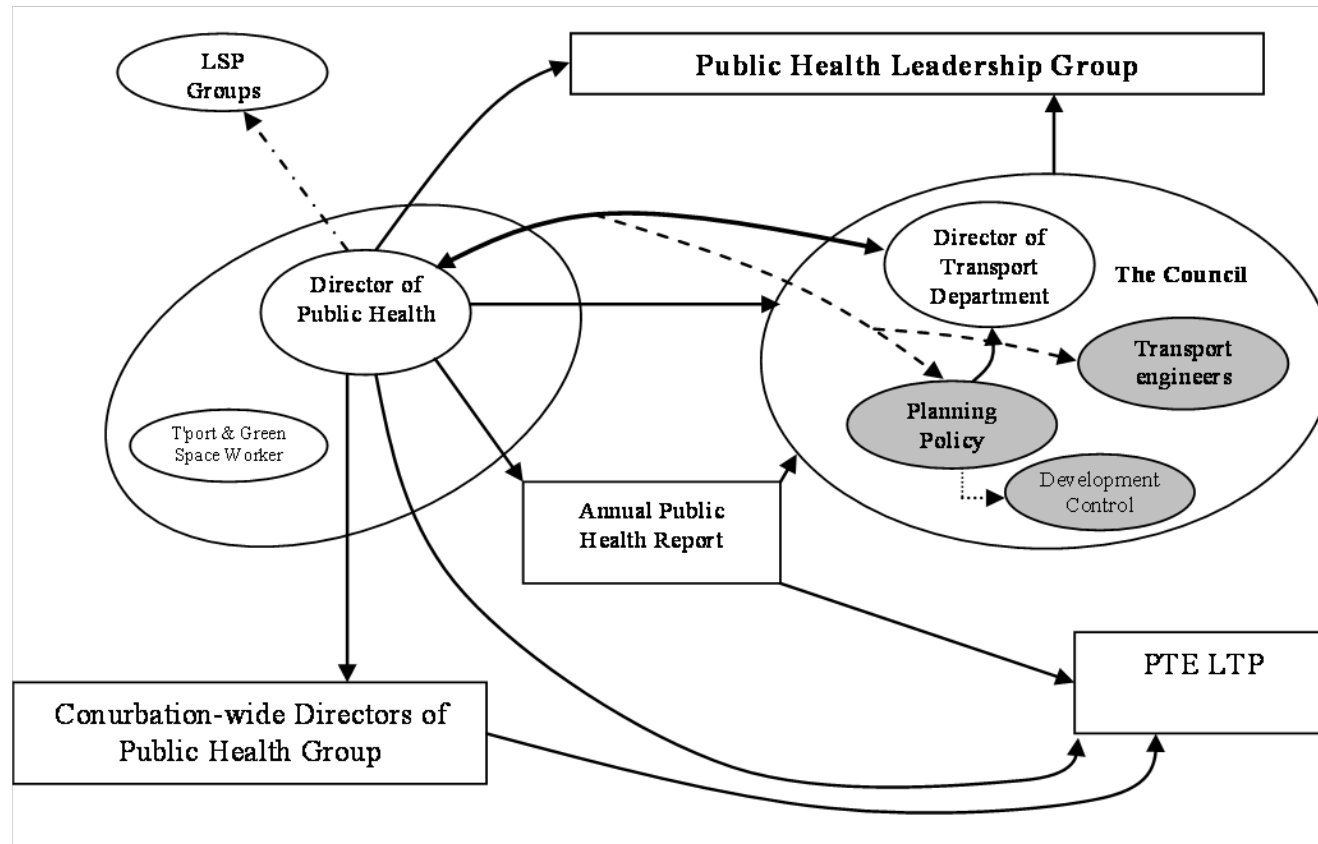 LSP
Groups
Public Health Leadership Group
Director of
Public Health
Director of
Transport
Department
The Council
Transport
engineers
Planning
Policy
Development
Control
T'port & Green
Space Worker
Annual Public
Health Report
PTE LTP
Conurbation-wide Directors of
Public Health Group